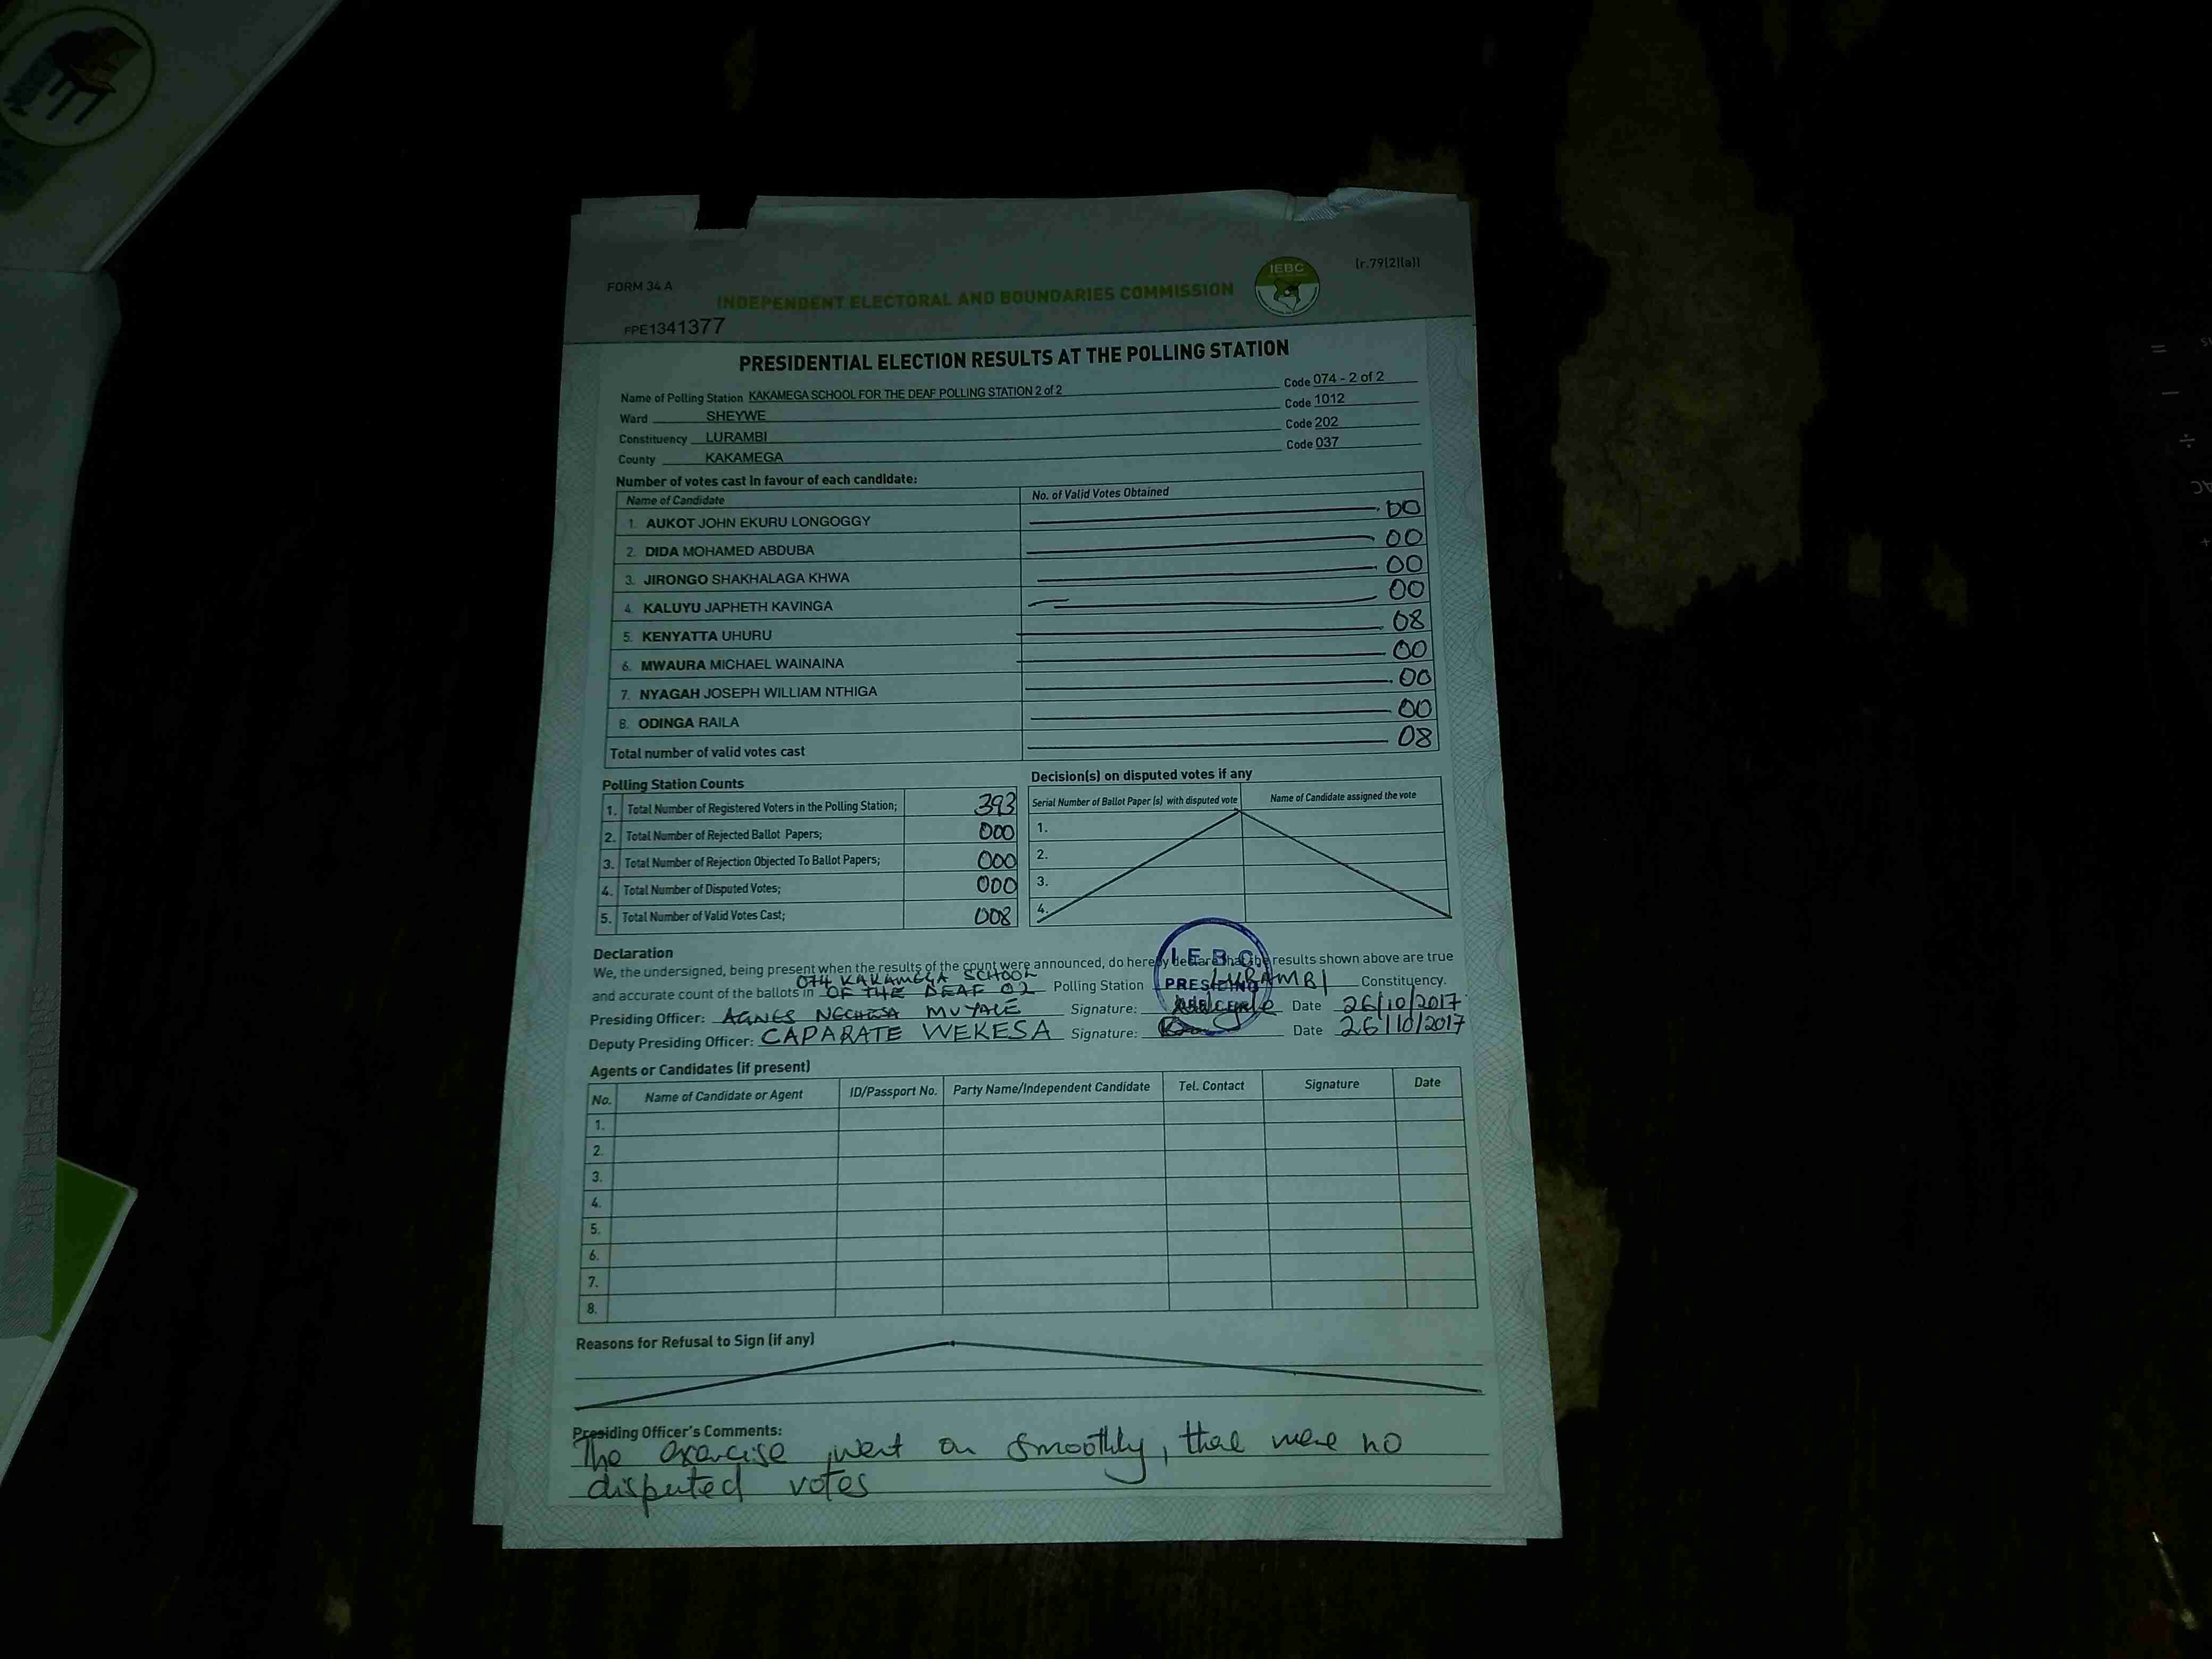 FORM 34 A
INDEPENDENT ELECTORAL AND BOUNDARIES COMMISSION
IEBC
(r.79(2)(a))
FPE1341377
PRESIDENTIAL ELECTION RESULTS AT THE POLLING STATION
Name of Polling Station KAKAMEGA SCHOOL FOR THE DEAF POLLING STATION 2 of 2 Code 074 - 2 of 2
Ward SHEYWE Code 1012
Constituency LURAMBI Code 202
County KAKAMEGA Code 037
Number of votes cast in favour of each candidate:
Name of Candidate No. of Valid Votes Obtained
1. AUKOT JOHN EKURU LONGOGGY 00
2. DIDA MOHAMED ABDUBA 00
3. JIRONGO SHAKHALAGA KHWA 00
4. KALUYU JAPHETH KAVINGA 00
5. KENYATTA UHURU 08
6. MWAURA MICHAEL WAINAINA 00
7. NYAGAH JOSEPH WILLIAM NTHIGA 00
8. ODINGA RAILA 00
Total number of valid votes cast 08
Polling Station Counts
1. Total Number of Registered Voters in the Polling Station; 393
2. Total Number of Rejected Ballot Papers; 000
3. Total Number of Rejection Objected To Ballot Papers; 000
4. Total Number of Disputed Votes; 000
5. Total Number of Valid Votes Cast; 008
Decision(s) on disputed votes if any
Serial Number of Ballot Paper (s) with disputed vote Name of Candidate assigned the vote
1.
2.
3.
4.
Declaration
We, the undersigned, being present when the results of the count were announced, do hereby declare that the results shown above are true
074 KAKAMEGA SCHOOL
and accurate count of the ballots in OF THE DEAF 02 Polling Station LURAMBI Constituency.
I.E.B.C.
PRESIDING
Presiding Officer: AGNES NECHESA MUYALE Signature: Date 26/10/2017
Deputy Presiding Officer: CAPARATE WEKESA Signature: Date 26/10/2017
Agents or Candidates (if present)
No. Name of Candidate or Agent ID/Passport No. Party Name/Independent Candidate Tel. Contact Signature Date
1.
2.
3.
4.
5.
6.
7.
8.
Reasons for Refusal to Sign (if any)
Presiding Officer's Comments:
The exercise went on smoothly, there were no
disputed votes